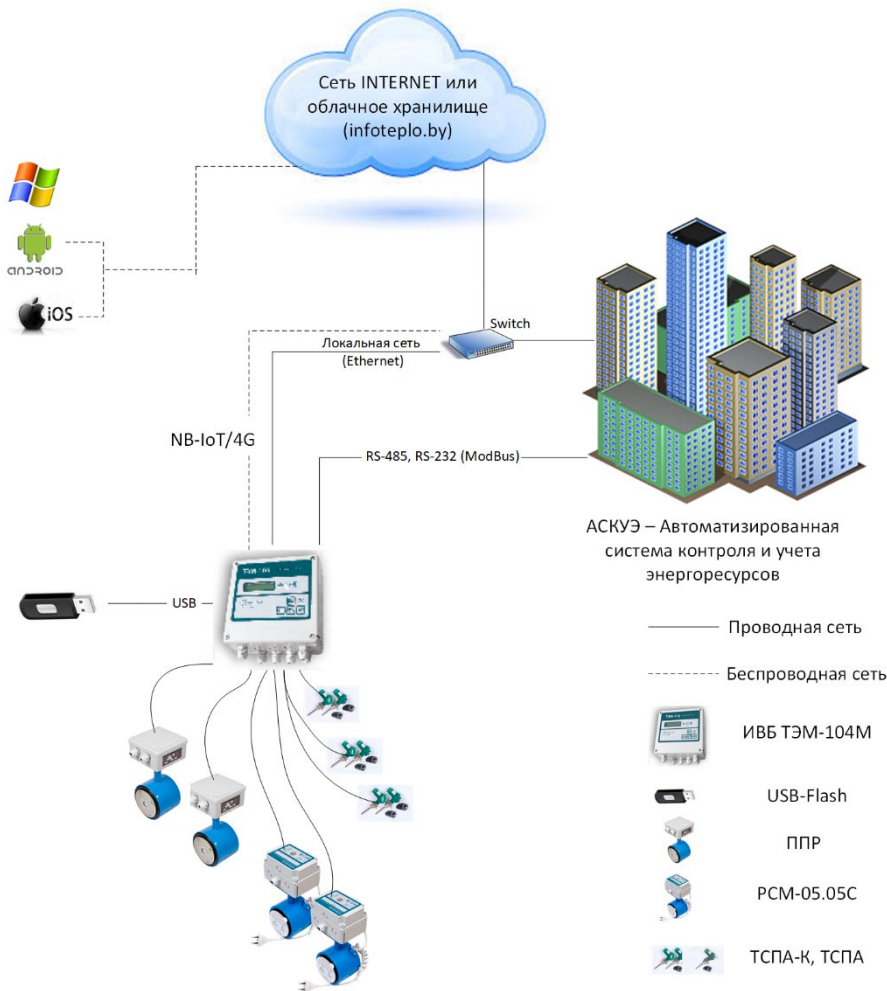 Сеть INTERNET или
облачное хранилище
(infoteplo.by)
ANDROID
iOS
Switch
Локальная сеть
(Ethernet)
NB-IoT/4G
RS-485, RS-232 (ModBus)
АСКУЭ – Автоматизированная
система контроля и учета
энергоресурсов
USB
Проводная сеть
Беспроводная сеть
ИВБ ТЭМ-104М
USB-Flash
ППР
РСМ-05.05С
ТСПА-К, ТСПА